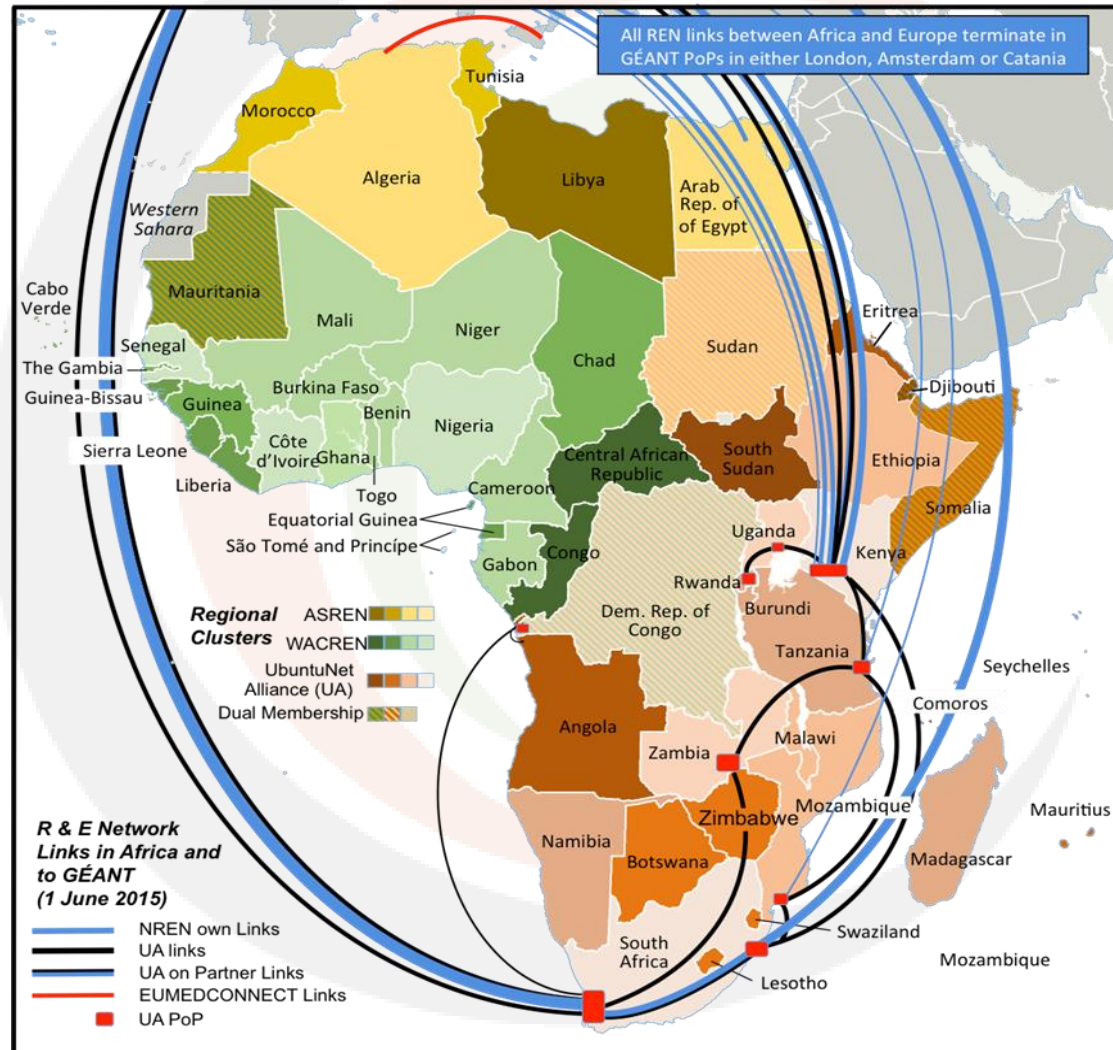 All REN links between Africa and Europe terminate in
GÉANT PoPs in either London, Amsterdam or Catania
Tunisia
Morocco
Algeria
Libya
Arab
Rep. of
of Egypt
Western
Sahara
Mauritania
Cabo
Verde
Mali
Niger
Chad
Sudan
Eritrea
Senegal
The Gambia
Guinea-Bissau
Burkina Faso
Djibouti
Guinea
Benin
Nigeria
Sierra Leone
Côte
d'Ivoire
Ghana
Central African
Republic
South
Sudan
Ethiopia
Liberia
Togo
Cameroon
Somalia
Equatorial Guinea
São Tomé and Princípe
Uganda
Kenya
Gabon
Congo
Rwanda
Dem. Rep. of
Congo
Burundi
Regional
Clusters
ASREN
WACREN
UbuntuNet
Alliance (UA)
Dual Membership
Tanzania
Seychelles
Comoros
Angola
Malawi
Zambia
Mozambique
Mauritius
Zimbabwe
Namibia
Botswana
Madagascar
R & E Network
Links in Africa and
to GÉANT
(1 June 2015)
NREN own Links
UA links
UA on Partner Links
EUMEDCONNECT Links
UA PoP
South
Africa
Swaziland
Lesotho
Mozambique